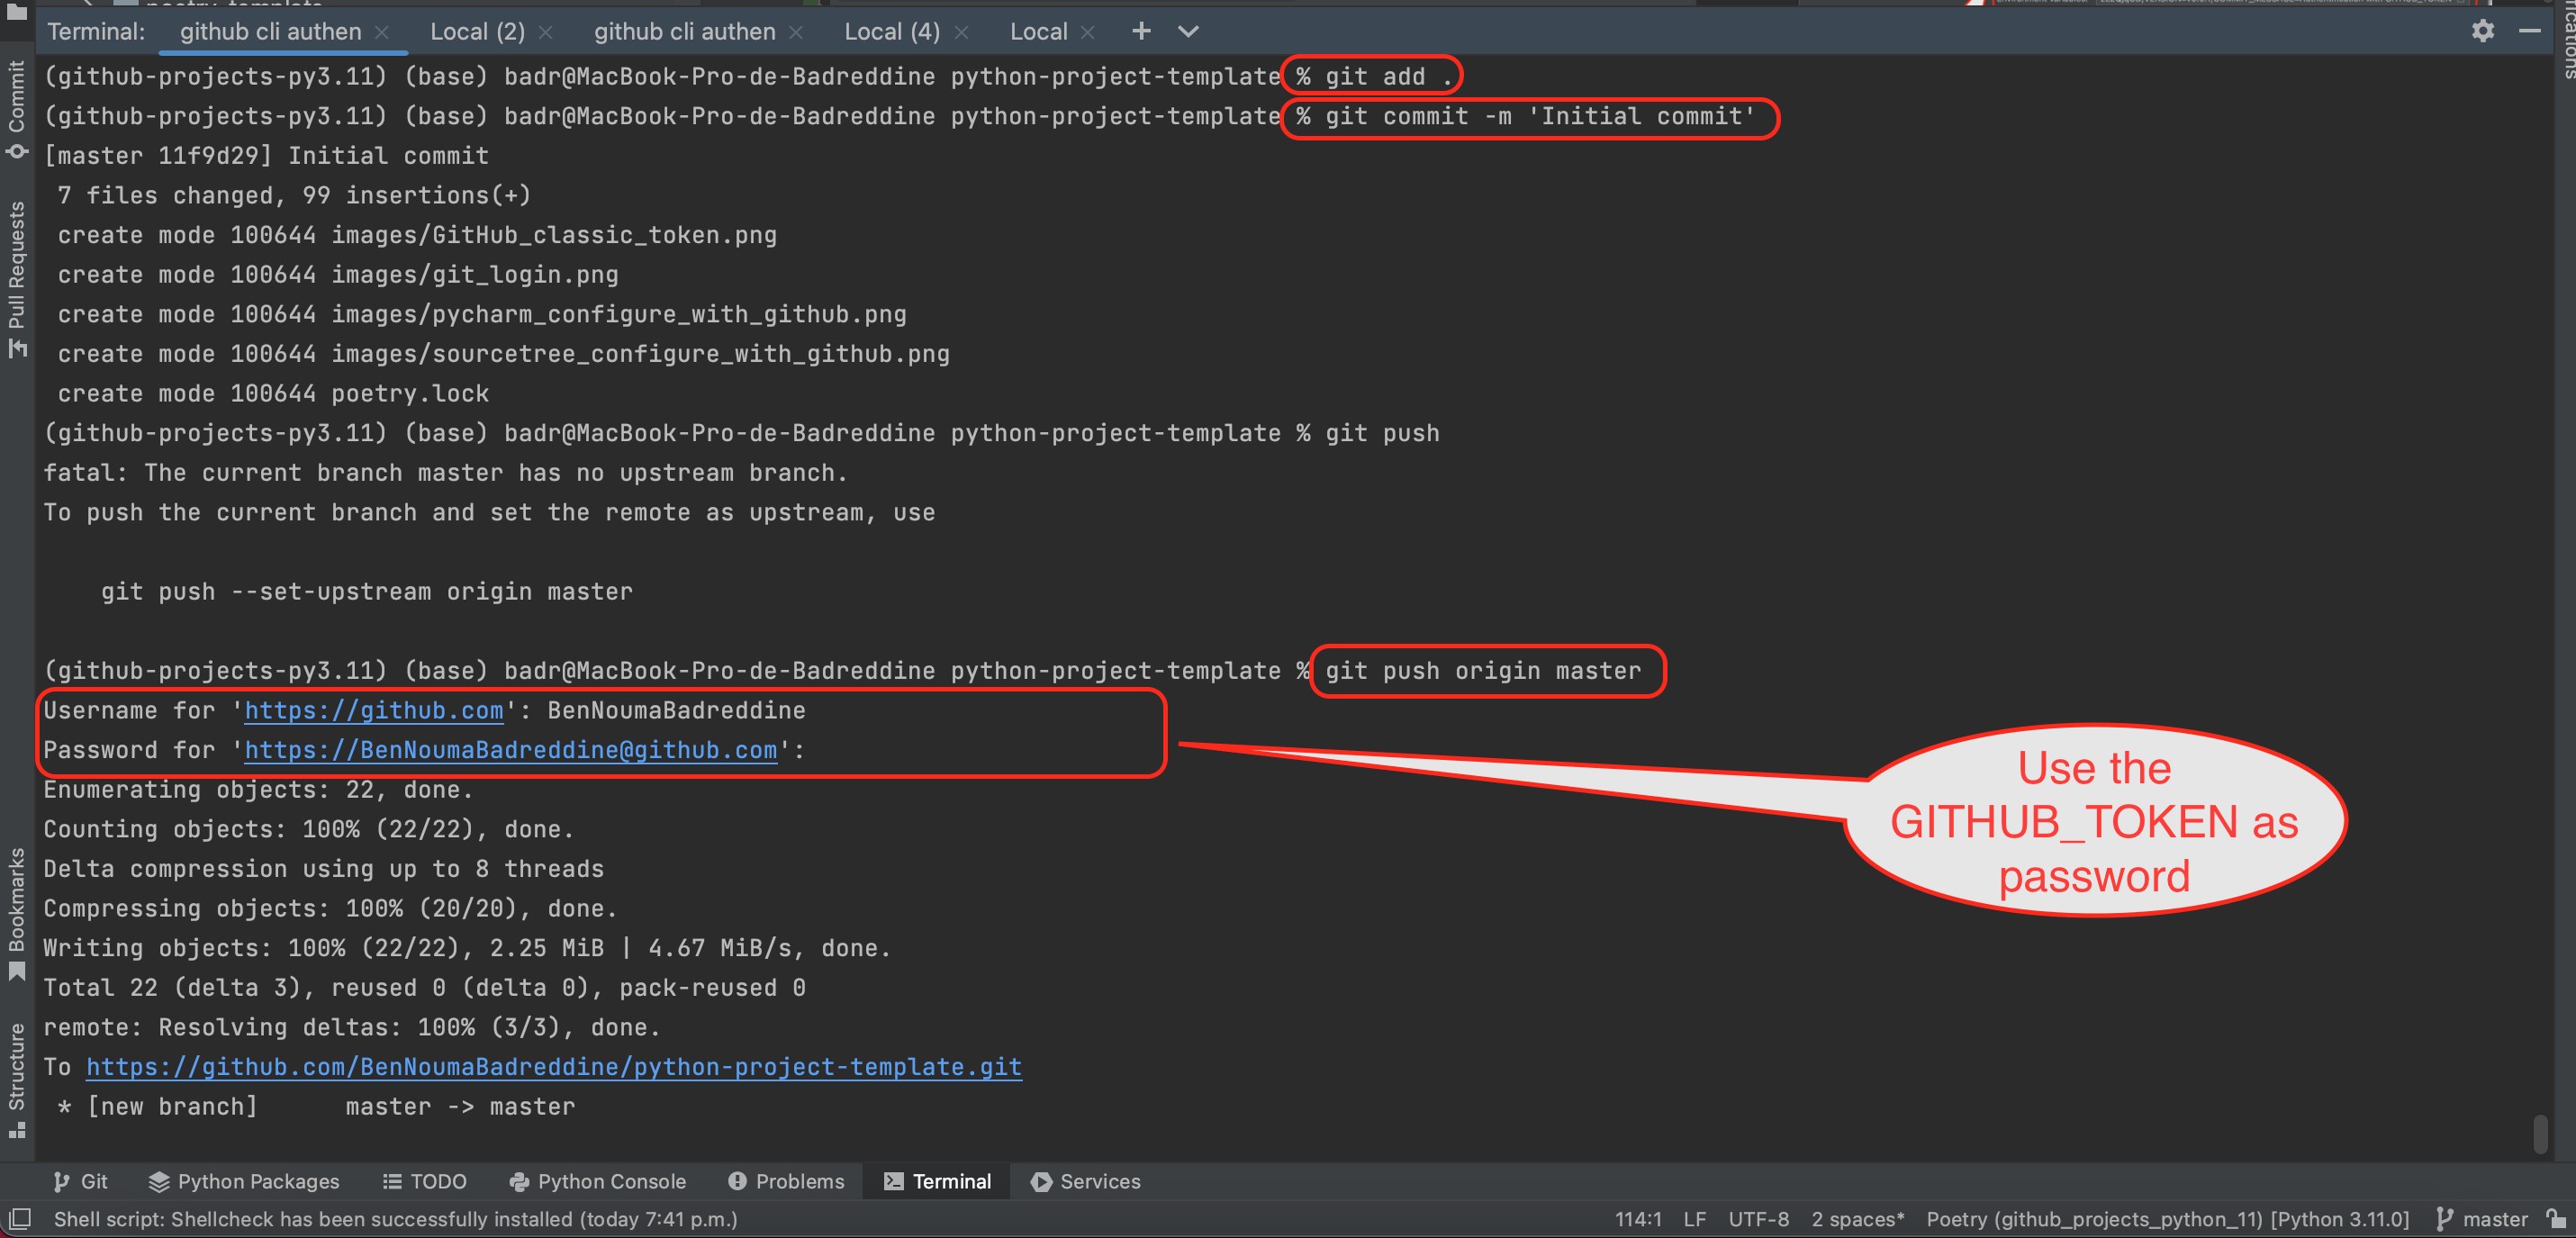 poetry_template
Terminal: github cli authen × Local (2) × github cli authen × Local (4) × Local × +
(github-projects-py3.11) (base) badr@MacBook-Pro-de-Badreddine python-project-template % git add .
(github-projects-py3.11) (base) badr@MacBook-Pro-de-Badreddine python-project-template % git commit -m 'Initial commit'
[master 11f9d29] Initial commit
 7 files changed, 99 insertions(+)
 create mode 100644 images/GitHub_classic_token.png
 create mode 100644 images/git_login.png
 create mode 100644 images/pycharm_configure_with_github.png
 create mode 100644 images/sourcetree_configure_with_github.png
 create mode 100644 poetry.lock
(github-projects-py3.11) (base) badr@MacBook-Pro-de-Badreddine python-project-template % git push
fatal: The current branch master has no upstream branch.
To push the current branch and set the remote as upstream, use
    git push --set-upstream origin master
(github-projects-py3.11) (base) badr@MacBook-Pro-de-Badreddine python-project-template % git push origin master
Username for 'https://github.com': BenNoumaBadreddine
Password for 'https://BenNoumaBadreddine@github.com':
Enumerating objects: 22, done.
Counting objects: 100% (22/22), done.
Delta compression using up to 8 threads
Compressing objects: 100% (20/20), done.
Writing objects: 100% (22/22), 2.25 MiB | 4.67 MiB/s, done.
Total 22 (delta 3), reused 0 (delta 0), pack-reused 0
remote: Resolving deltas: 100% (3/3), done.
To https://github.com/BenNoumaBadreddine/python-project-template.git
 * [new branch]      master -> master
Use the
GITHUB_TOKEN as
password
Commit
Pull Requests
Bookmarks
Structure
Git Python Packages TODO Python Console Problems Terminal Services
Shell script: Shellcheck has been successfully installed (today 7:41 p.m.) 114:1 LF UTF-8 2 spaces* Poetry (github_projects_python_11) [Python 3.11.0] master